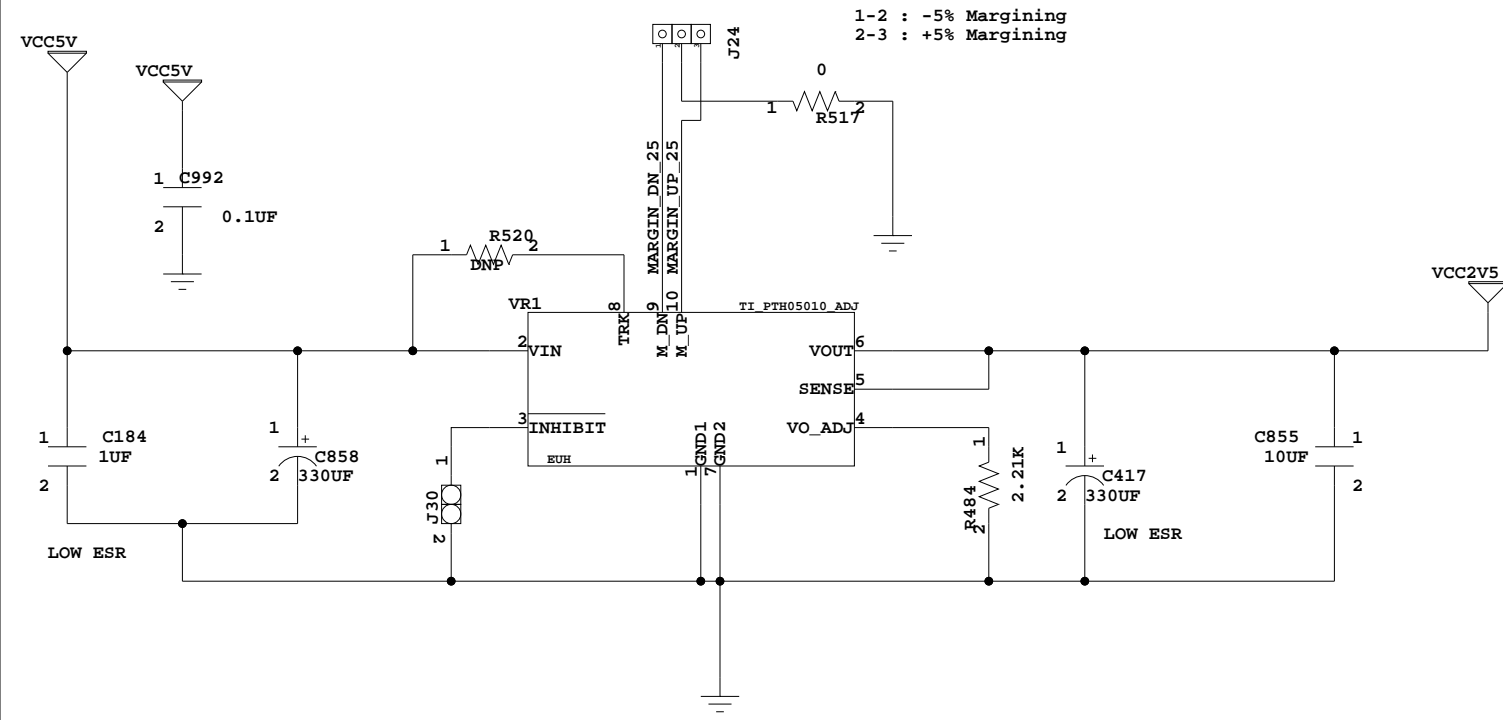 1-2 : -5% Margining
2-3 : +5% Margining
J24
1
2
3
VCC5V
VCC5V
0
1
2
R517
1
C992
0.1UF
2
MARGIN_DN_25
MARGIN_UP_25
1
R520
2
DNP
VCC2V5
VR1
8
9
10
TI_PTH05010_ADJ
TRK
M_DN
M_UP
2
VIN
VOUT
6
SENSE
5
3
INHIBIT
VO_ADJ
4
EUH
GND1
GND2
1
7
1
C184
1UF
2
1
+
C858
2
330UF
LOW ESR
1
J30
2
1
R484
2.21K
2
1
+
C417
2
330UF
LOW ESR
C855
1
10UF
2